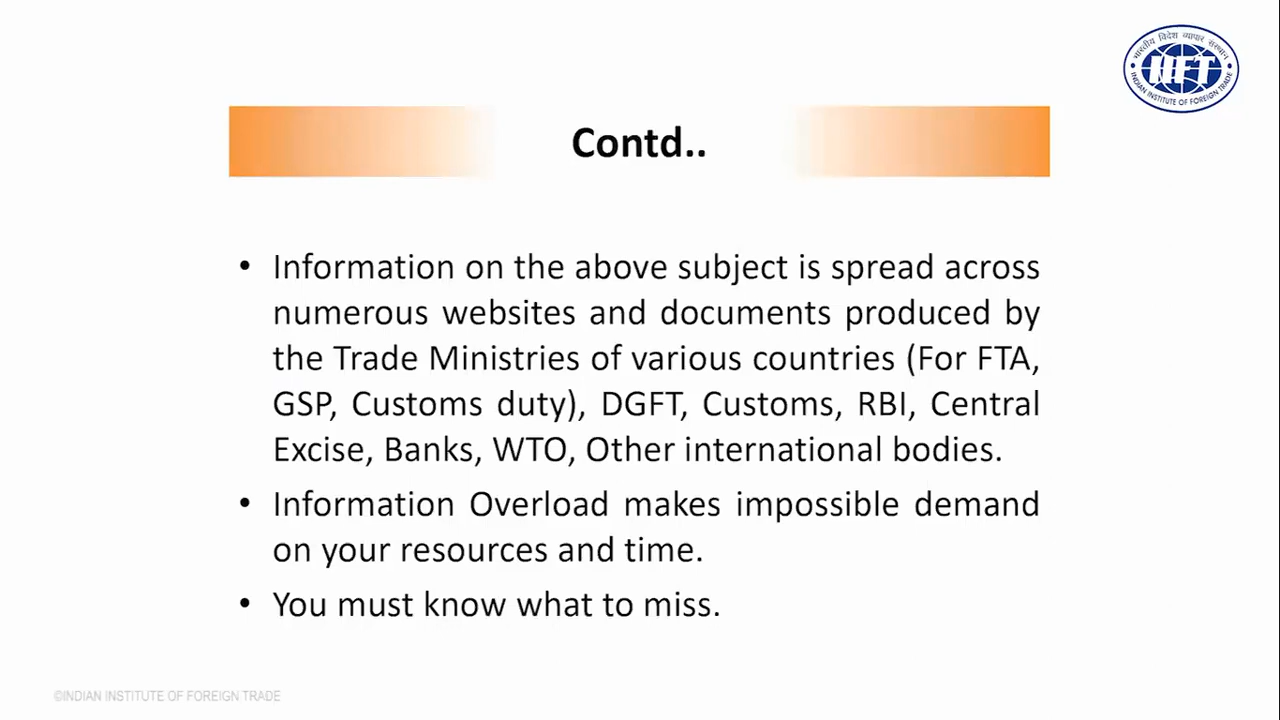 भारतीय विदेश व्यापार संस्थान
IIFT
INDIAN INSTITUTE OF FOREIGN TRADE
Contd..
• Information on the above subject is spread across
numerous websites and documents produced by
the Trade Ministries of various countries (For FTA,
GSP, Customs duty), DGFT, Customs, RBI, Central
Excise, Banks, WTO, Other international bodies.
• Information Overload makes impossible demand
on your resources and time.
• You must know what to miss.
©INDIAN INSTITUTE OF FOREIGN TRADE